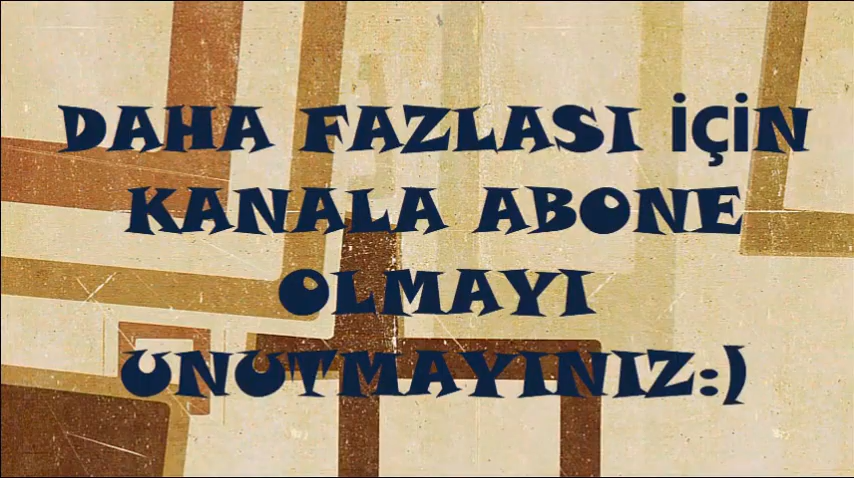 DAHA FAZLASI İÇİN
KANALA ABONE
OLMAYI
UNUTMAYINIZ:)